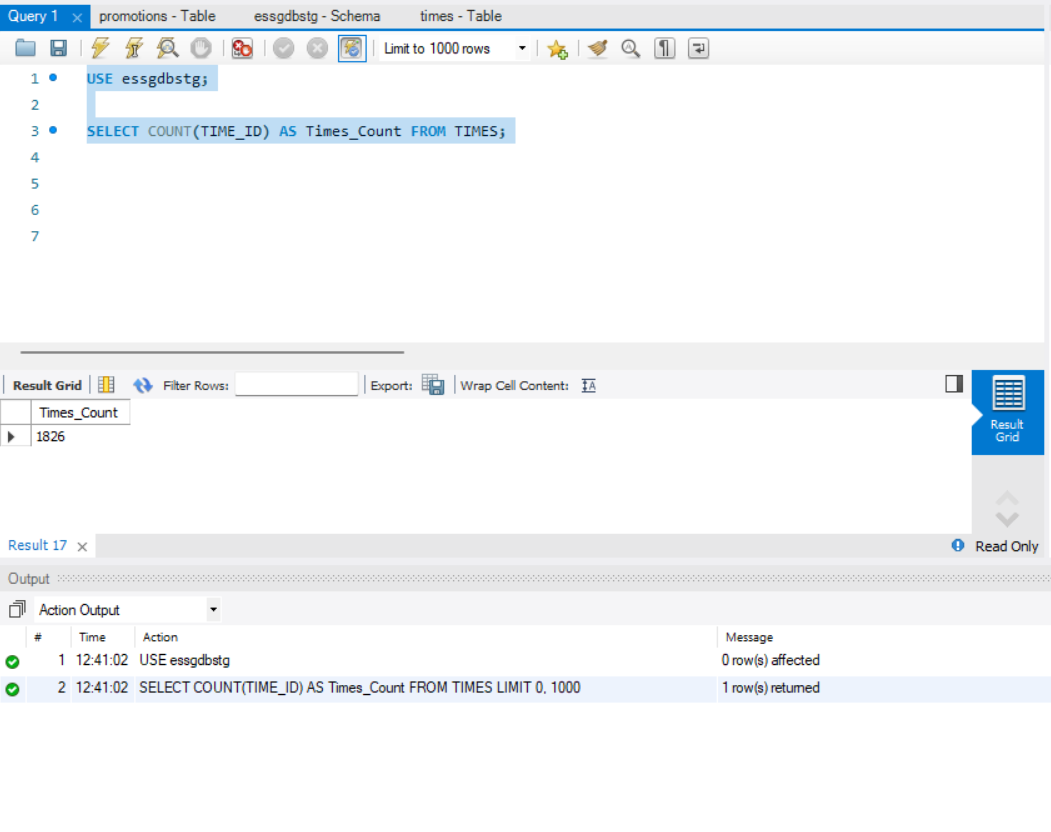 Query 1 promotions - Table essgdbstg - Schema times - Table
Limit to 1000 rows
1 USE essgdbstg;
2
3 SELECT COUNT(TIME_ID) AS Times_Count FROM TIMES;
4
5
6
7
Result Grid Filter Rows: Export: Wrap Cell Content:
Times_Count
1826
Result
Grid
Result 17 Read Only
Output
Action Output
# Time Action Message
1 12:41:02 USE essgdbstg 0 row(s) affected
2 12:41:02 SELECT COUNT(TIME_ID) AS Times_Count FROM TIMES LIMIT 0, 1000 1 row(s) returned